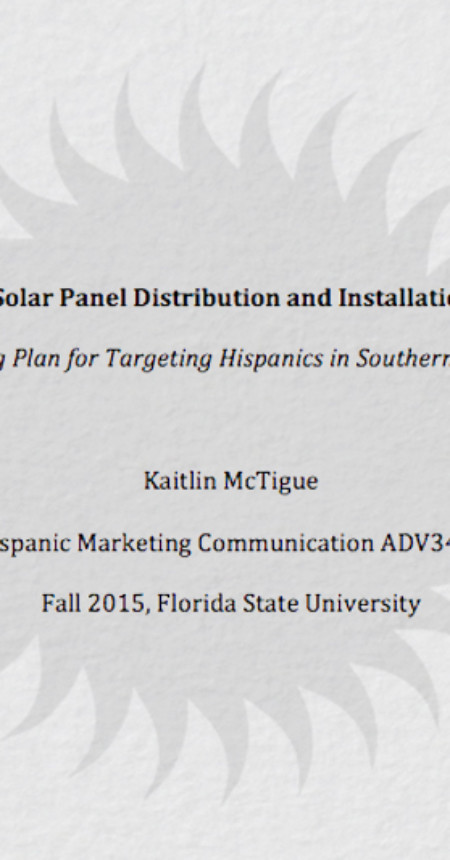 Solar Panel Distribution and Installati
g Plan for Targeting Hispanics in Southern
Kaitlin McTigue
spanic Marketing Communication ADV34
Fall 2015, Florida State University